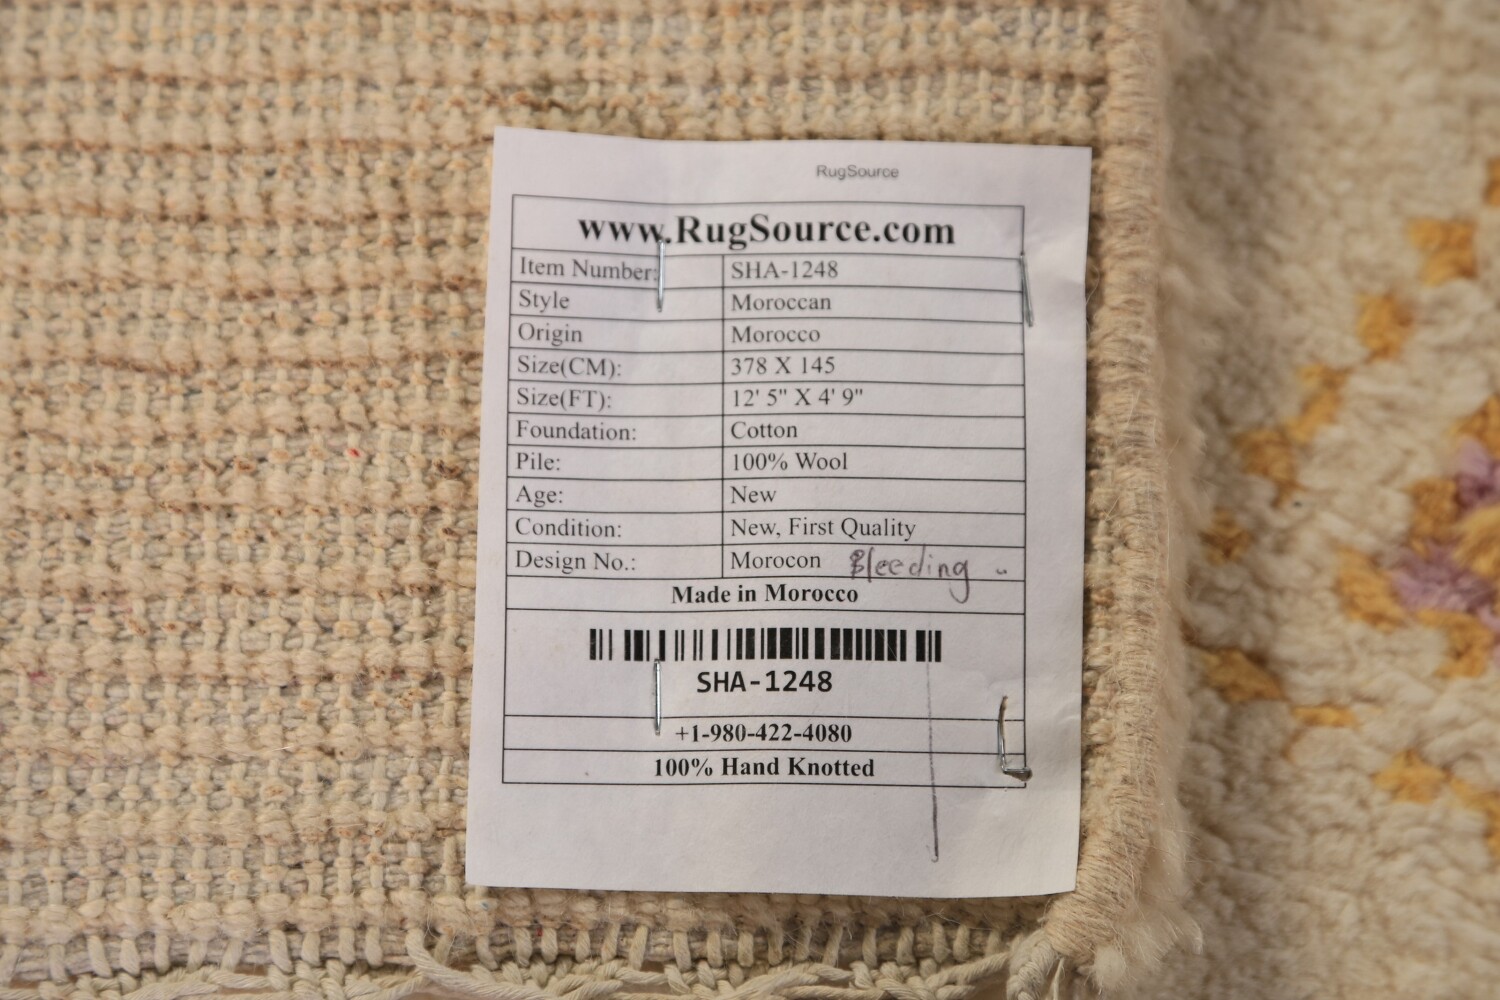 RugSource
www.RugSource.com
Item Number: SHA-1248
Style Moroccan
Origin Morocco
Size(CM): 378 X 145
Size(FT): 12' 5" X 4' 9"
Foundation: Cotton
Pile: 100% Wool
Age: New
Condition: New, First Quality
Design No.: Morocon Bleeding
Made in Morocco
SHA-1248
+1-980-422-4080
100% Hand Knotted